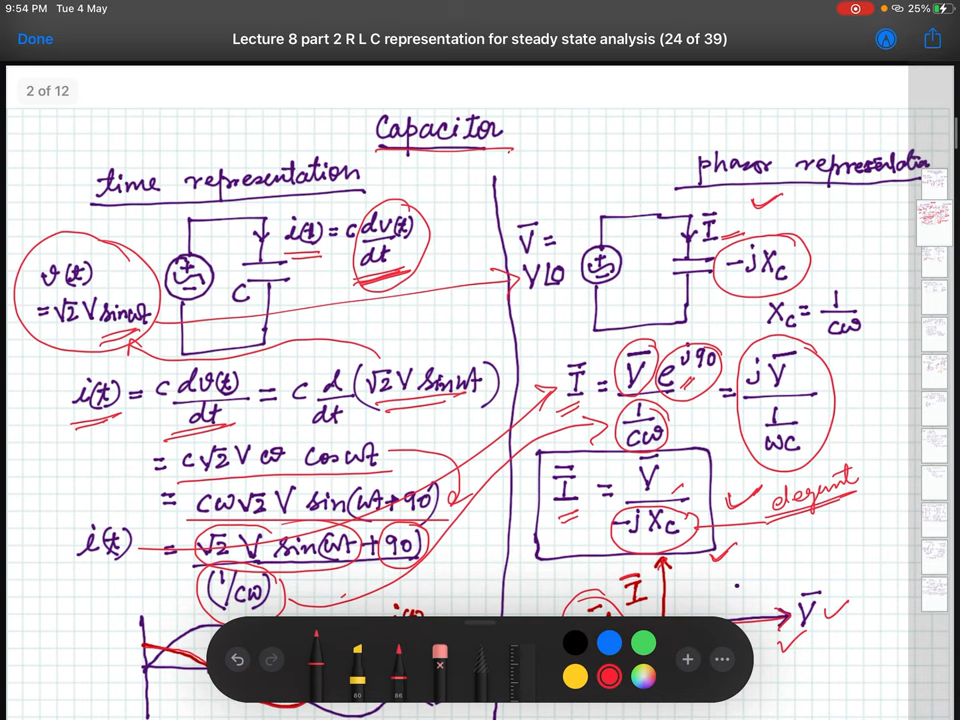 9:54 PM Tue 4 May
25%
Done
Lecture 8 part 2 R L C representation for steady state analysis (24 of 39)
2 of 12
Capacitor
time representation
i(t) = c dv(t)/dt
v(t)
= √2 V sinωt
C
i(t) = c dv(t)/dt = c d/dt (√2 V sinωt)
= c√2 V ω cosωt
= cω√2 V sin(ωt+90)
i(t) = √2 V sin(ωt+90)
(1/cω)
phasor representation
V̅ =
V∠0
I̅
-jXc
Xc = 1/cω
I̅ = V̅ e^j90 / (1/cω) = jV̅ / (1/ωc)
I̅ = V̅ / -jXc
elegant
I̅
V̅
80
86